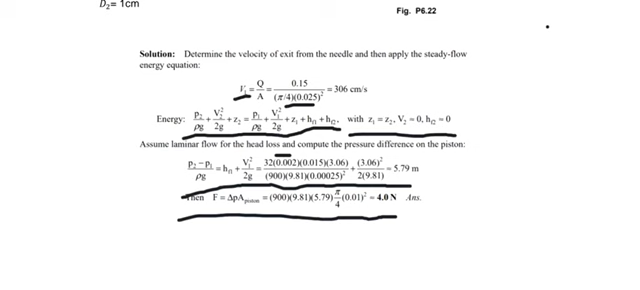 D₂= 1cm
Fig. P6.22
Solution: Determine the velocity of exit from the needle and then apply the steady-flow
energy equation:
V₁ = Q/A = 0.15/(π/4)(0.025)² = 306 cm/s
Energy: p₂/ρg + V₂²/2g + z₂ = p₁/ρg + V₁²/2g + z₁ + h_f1 + h_f2, with z₁ = z₂, V₂ ≈ 0, h_f2 ≈ 0
Assume laminar flow for the head loss and compute the pressure difference on the piston:
p₂ − p₁/ρg = h_f1 + V₁²/2g = 32(0.002)(0.015)(3.06)/(900)(9.81)(0.00025)² + (3.06)²/2(9.81) ≈ 5.79 m
Then F = ΔpA_piston = (900)(9.81)(5.79) π/4 (0.01)² ≈ 4.0 N Ans.